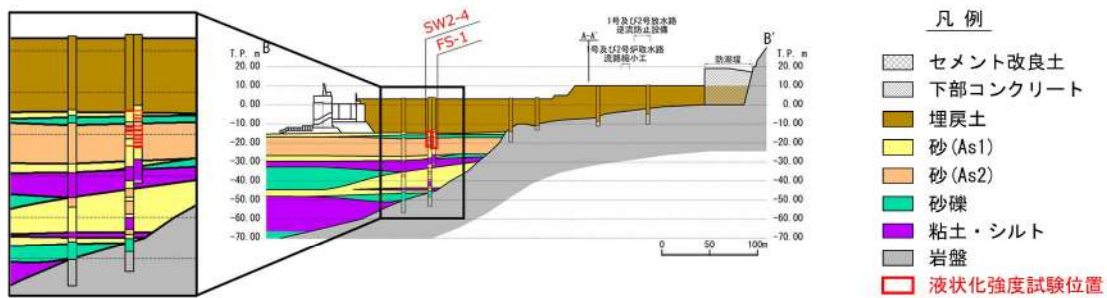 SW2-4
FS-1
B
B'
A-A'
1号及び2号放水路
逆流防止設備
1号及び2号炉取水路
流路縮小工
防潮堤
T.P. m
20.00
10.00
0.00
-10.00
-20.00
-30.00
-40.00
-50.00
-60.00
-70.00
T.P. m
20.00
10.00
0.00
-10.00
-20.00
-30.00
-40.00
-50.00
-60.00
-70.00
0 50 100m
凡例
セメント改良土
下部コンクリート
埋戻土
砂(As1)
砂(As2)
砂礫
粘土・シルト
岩盤
液状化強度試験位置